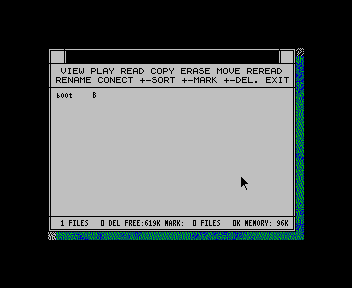 VIEW PLAY READ COPY ERASE MOVE REREAD
RENAME CONECT +-SORT +-MARK +-DEL. EXIT
boot B
1 FILES 0 DEL FREE:619K MARK: 0 FILES 0K MEMORY: 96K